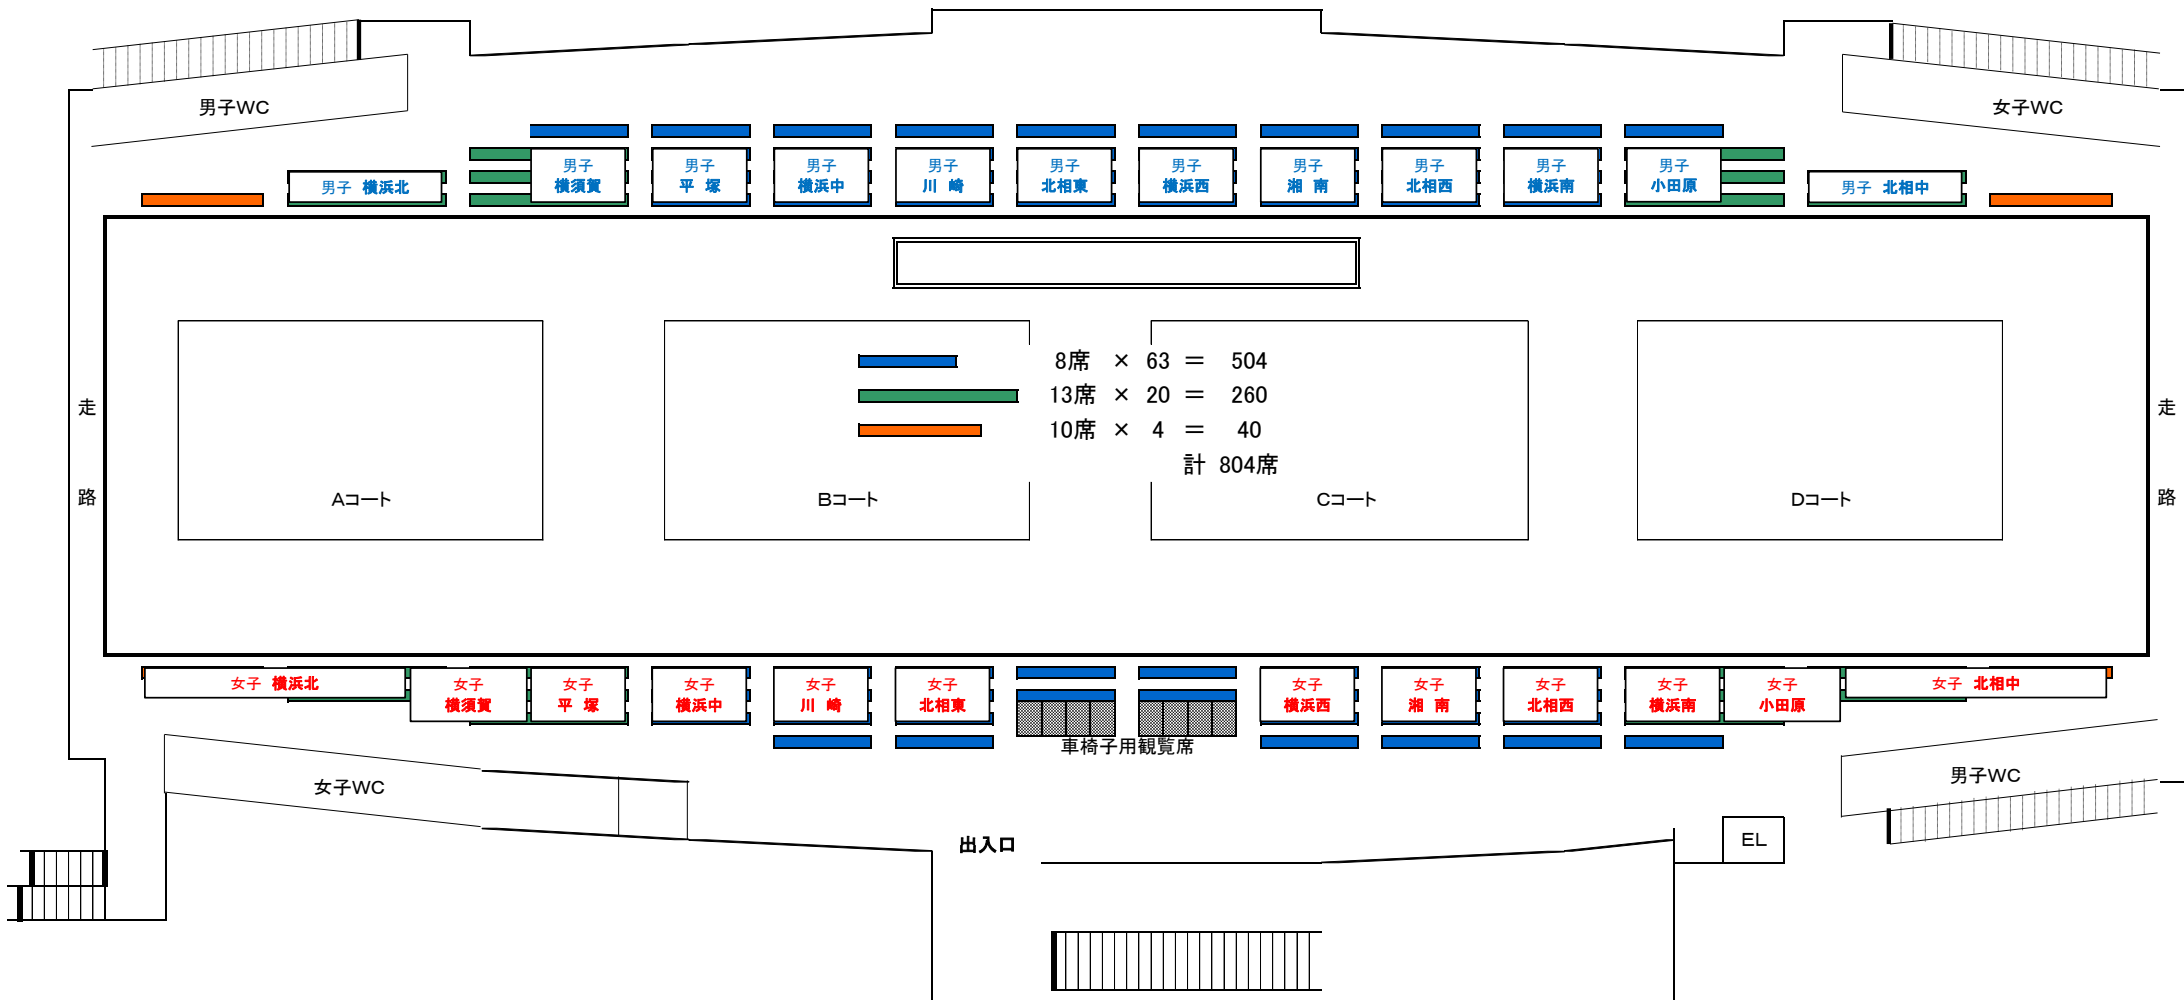 男子WC
女子WC
男子 横浜北
男子
横須賀
男子
平 塚
男子
横浜中
男子
川 崎
男子
北相東
男子
横浜西
男子
湘 南
男子
北相西
男子
横浜南
男子
小田原
男子 北相中
8席 × 63 = 504
13席 × 20 = 260
10席 × 4 = 40
計 804席
走
路
走
路
Aコート
Bコート
Cコート
Dコート
女子 横浜北
女子
横須賀
女子
平 塚
女子
横浜中
女子
川 崎
女子
北相東
車椅子用観覧席
女子
横浜西
女子
湘 南
女子
北相西
女子
横浜南
女子
小田原
女子 北相中
女子WC
男子WC
出入口
EL